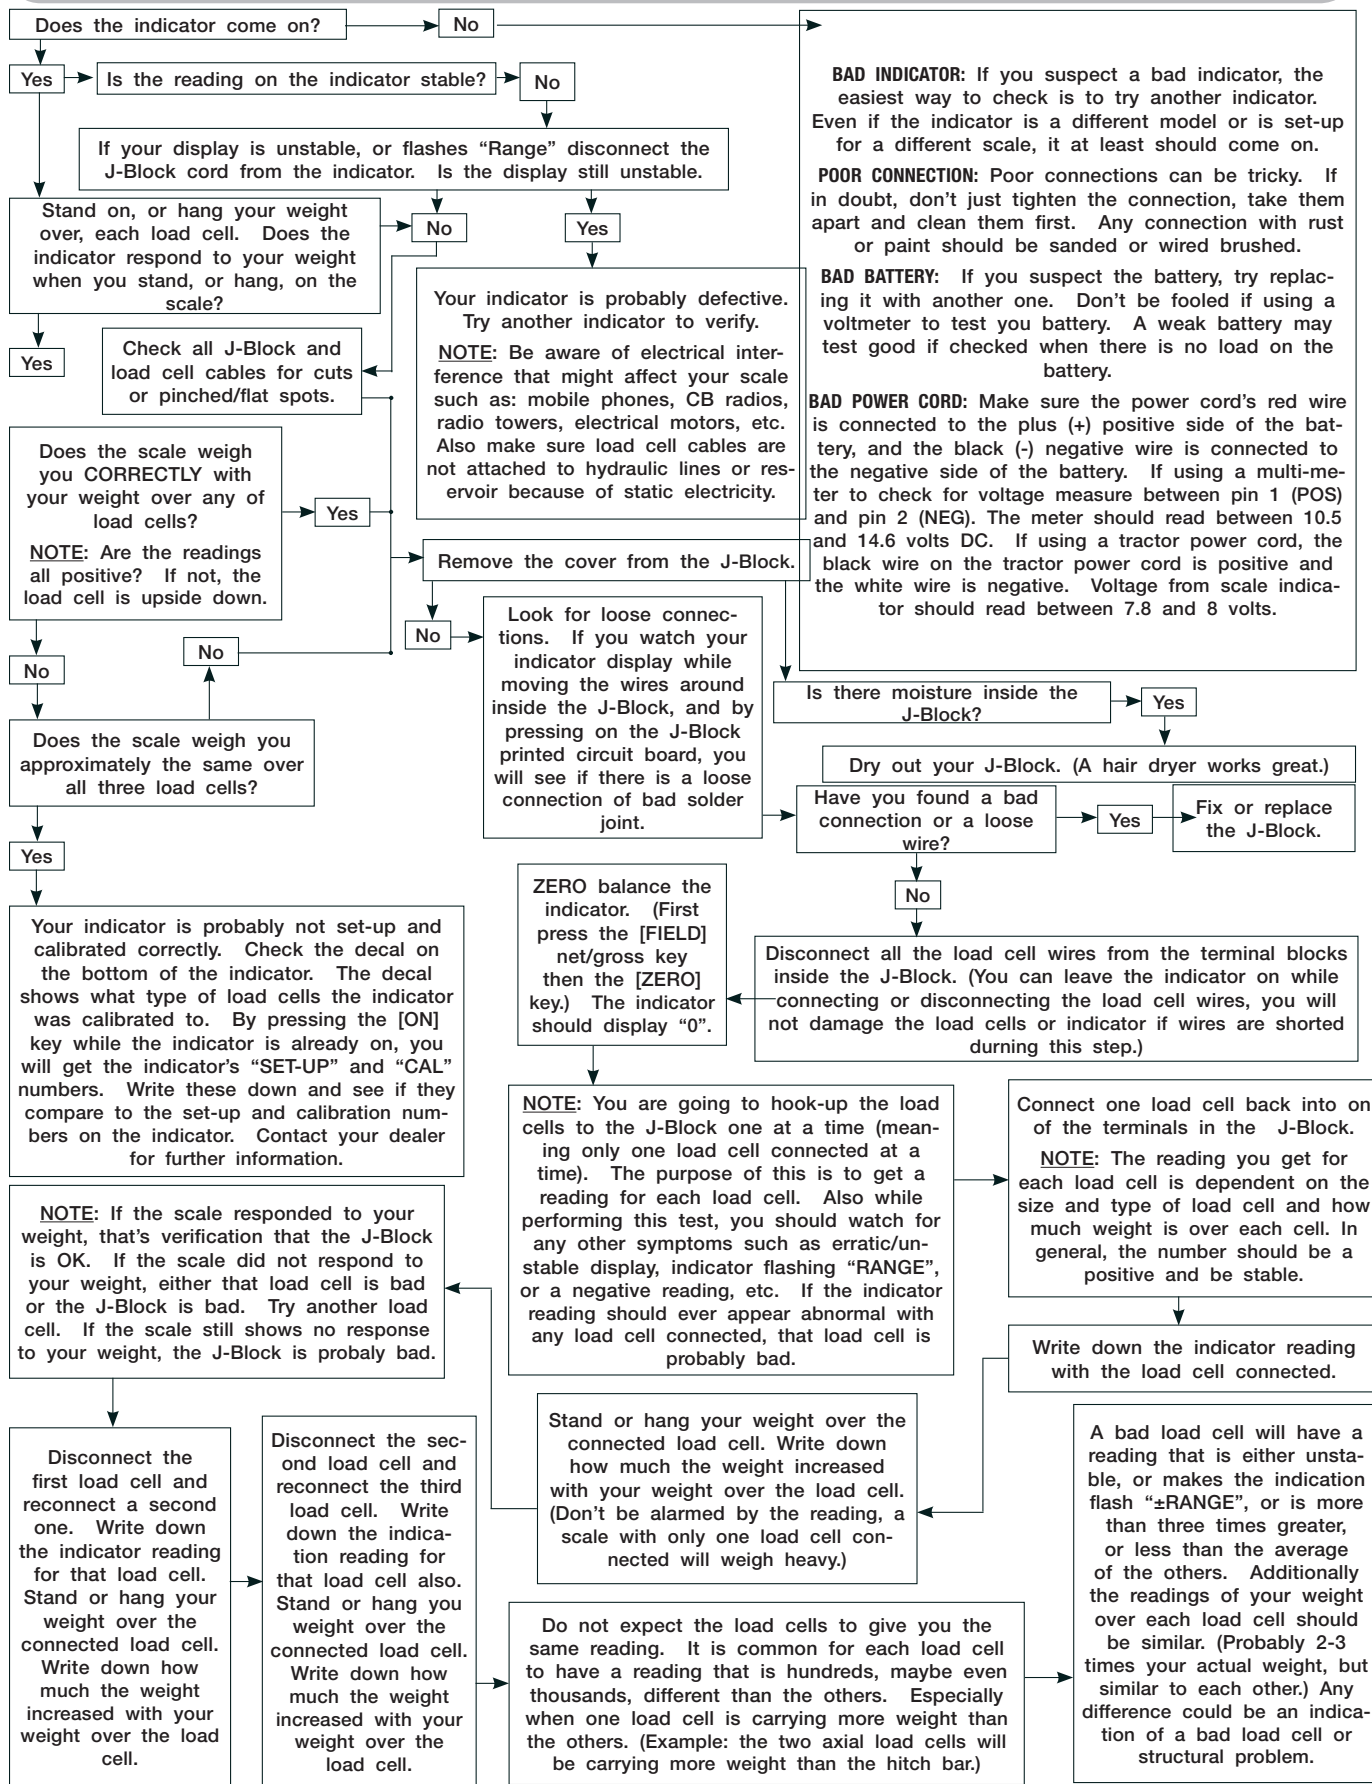 Does the indicator come on?
No
Yes
Is the reading on the indicator stable?
No
If your display is unstable, or flashes “Range” disconnect the
J-Block cord from the indicator. Is the display still unstable.
No
Yes
Stand on, or hang your weight
over, each load cell. Does the
indicator respond to your weight
when you stand, or hang, on the
scale?
Yes
Your indicator is probably defective.
Try another indicator to verify.
NOTE: Be aware of electrical inter-
ference that might affect your scale
such as: mobile phones, CB radios,
radio towers, electrical motors, etc.
Also make sure load cell cables are
not attached to hydraulic lines or res-
ervoir because of static electricity.
BAD INDICATOR: If you suspect a bad indicator, the
easiest way to check is to try another indicator.
Even if the indicator is a different model or is set-up
for a different scale, it at least should come on.
POOR CONNECTION: Poor connections can be tricky. If
in doubt, don’t just tighten the connection, take them
apart and clean them first. Any connection with rust
or paint should be sanded or wired brushed.
BAD BATTERY: If you suspect the battery, try replac-
ing it with another one. Don’t be fooled if using a
voltmeter to test you battery. A weak battery may
test good if checked when there is no load on the
battery.
BAD POWER CORD: Make sure the power cord’s red wire
is connected to the plus (+) positive side of the bat-
tery, and the black (-) negative wire is connected to
the negative side of the battery. If using a multi-me-
ter to check for voltage measure between pin 1 (POS)
and pin 2 (NEG). The meter should read between 10.5
and 14.6 volts DC. If using a tractor power cord, the
black wire on the tractor power cord is positive and
the white wire is negative. Voltage from scale indica-
tor should read between 7.8 and 8 volts.
Check all J-Block and
load cell cables for cuts
or pinched/flat spots.
Does the scale weigh
you CORRECTLY with
your weight over any of
load cells?
NOTE: Are the readings
all positive? If not, the
load cell is upside down.
Yes
No
No
Does the scale weigh you
approximately the same over
all three load cells?
Yes
Remove the cover from the J-Block.
No
Look for loose connec-
tions. If you watch your
indicator display while
moving the wires around
inside the J-Block, and by
pressing on the J-Block
printed circuit board, you
will see if there is a loose
connection of bad solder
joint.
Is there moisture inside the
J-Block?
Yes
Dry out your J-Block. (A hair dryer works great.)
Have you found a bad
connection or a loose
wire?
Yes
Fix or replace
the J-Block.
No
Your indicator is probably not set-up and
calibrated correctly. Check the decal on
the bottom of the indicator. The decal
shows what type of load cells the indicator
was calibrated to. By pressing the [ON]
key while the indicator is already on, you
will get the indicator’s “SET-UP” and “CAL”
numbers. Write these down and see if they
compare to the set-up and calibration num-
bers on the indicator. Contact your dealer
for further information.
ZERO balance the
indicator. (First
press the [FIELD]
net/gross key
then the [ZERO]
key.) The indicator
should display “0”.
Disconnect all the load cell wires from the terminal blocks
inside the J-Block. (You can leave the indicator on while
connecting or disconnecting the load cell wires, you will
not damage the load cells or indicator if wires are shorted
durning this step.)
NOTE: You are going to hook-up the load
cells to the J-Block one at a time (mean-
ing only one load cell connected at a
time). The purpose of this is to get a
reading for each load cell. Also while
performing this test, you should watch for
any other symptoms such as erratic/un-
stable display, indicator flashing “RANGE”,
or a negative reading, etc. If the indicator
reading should ever appear abnormal with
any load cell connected, that load cell is
probably bad.
Connect one load cell back into on
of the terminals in the J-Block.
NOTE: The reading you get for
each load cell is dependent on the
size and type of load cell and how
much weight is over each cell. In
general, the number should be a
positive and be stable.
Write down the indicator reading
with the load cell connected.
NOTE: If the scale responded to your
weight, that’s verification that the J-Block
is OK. If the scale did not respond to
your weight, either that load cell is bad
or the J-Block is bad. Try another load
cell. If the scale still shows no response
to your weight, the J-Block is probaly bad.
Stand or hang your weight over the
connected load cell. Write down
how much the weight increased
with your weight over the load cell.
(Don’t be alarmed by the reading, a
scale with only one load cell con-
nected will weigh heavy.)
Disconnect the
first load cell and
reconnect a second
one. Write down
the indicator reading
for that load cell.
Stand or hang your
weight over the
connected load cell.
Write down how
much the weight
increased with your
weight over the load
cell.
Disconnect the sec-
ond load cell and
reconnect the third
load cell. Write
down the indica-
tion reading for
that load cell also.
Stand or hang you
weight over the
connected load cell.
Write down how
much the weight
increased with your
weight over the
load cell.
Do not expect the load cells to give you the
same reading. It is common for each load cell
to have a reading that is hundreds, maybe even
thousands, different than the others. Especially
when one load cell is carrying more weight than
the others. (Example: the two axial load cells will
be carrying more weight than the hitch bar.)
A bad load cell will have a
reading that is either unsta-
ble, or makes the indication
flash “±RANGE”, or is more
than three times greater,
or less than the average
of the others. Additionally
the readings of your weight
over each load cell should
be similar. (Probably 2-3
times your actual weight, but
similar to each other.) Any
difference could be an indica-
tion of a bad load cell or
structural problem.